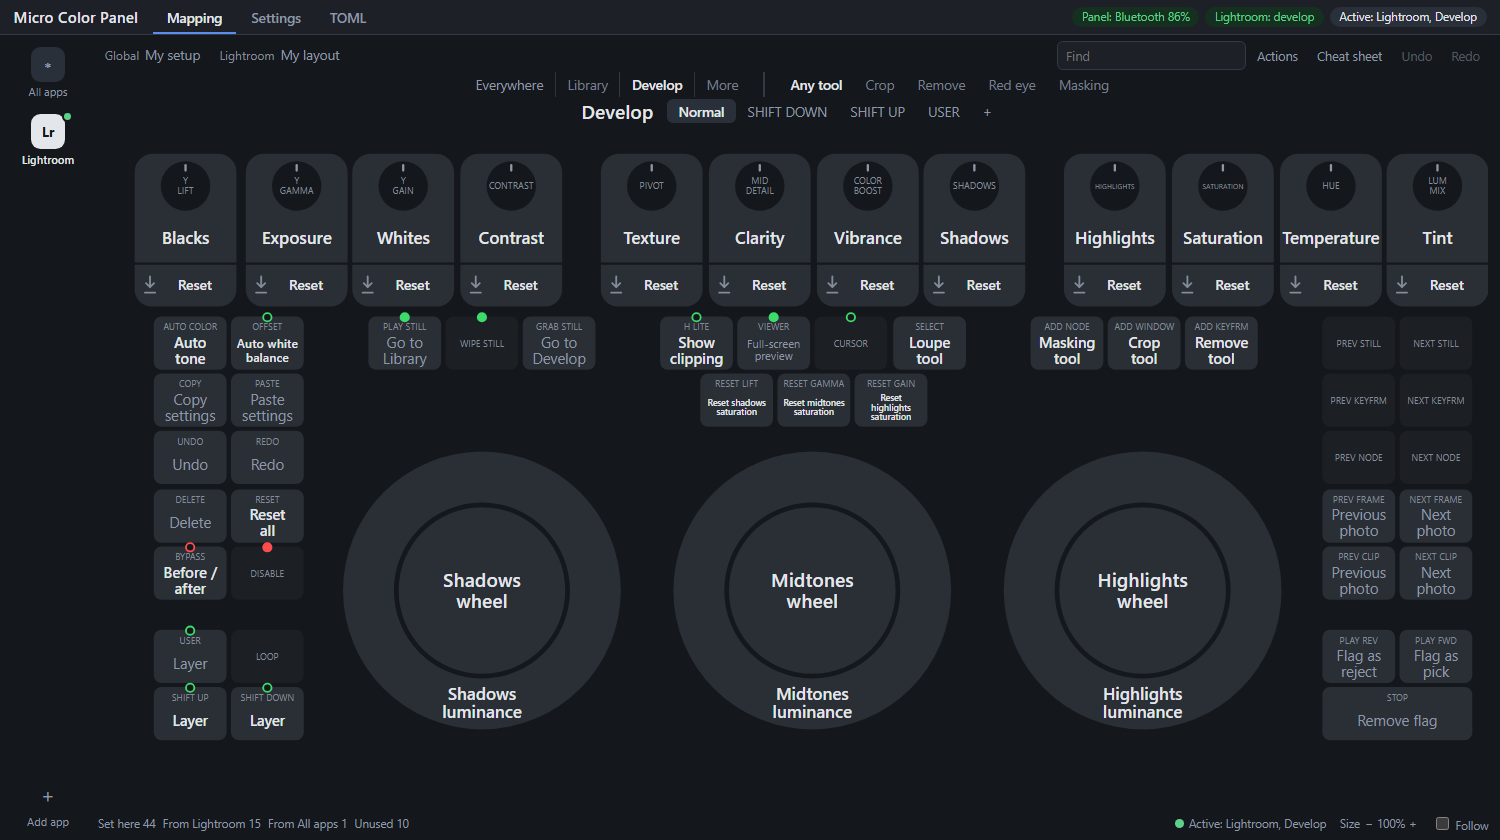 Micro Color Panel Mapping Settings TOML Panel: Bluetooth 86% Lightroom: develop Active: Lightroom, Develop
* Global My setup Lightroom My layout Find Actions Cheat sheet Undo Redo
All apps
Everywhere Library Develop More Any tool Crop Remove Red eye Masking
Develop Normal SHIFT DOWN SHIFT UP USER +
Lr
Lightroom
Y LIFT
Y GAMMA
Y GAIN
CONTRAST
PIVOT
MID DETAIL
COLOR BOOST
SHADOWS
HIGHLIGHTS
SATURATION
HUE
LUM MIX
Blacks Exposure Whites Contrast Texture Clarity Vibrance Shadows Highlights Saturation Temperature Tint
Reset Reset Reset Reset Reset Reset Reset Reset Reset Reset Reset Reset
AUTO COLOR
Auto
tone
OFFSET
Auto white
balance
PLAY STILL
Go to
Library
WIPE STILL
GRAB STILL
Go to
Develop
H LITE
Show
clipping
VIEWER
Full-screen
preview
CURSOR
SELECT
Loupe
tool
ADD NODE
Masking
tool
ADD WINDOW
Crop
tool
ADD KEYFRM
Remove
tool
PREV STILL
NEXT STILL
COPY
Copy
settings
PASTE
Paste
settings
RESET LIFT
Reset shadows
saturation
RESET GAMMA
Reset midtones
saturation
RESET GAIN
Reset
highlights
saturation
PREV KEYFRM
NEXT KEYFRM
UNDO
Undo
REDO
Redo
PREV NODE
NEXT NODE
DELETE
Delete
RESET
Reset
all
PREV FRAME
Previous
photo
NEXT FRAME
Next
photo
BYPASS
Before /
after
DISABLE
Shadows
wheel
Midtones
wheel
Highlights
wheel
PREV CLIP
Previous
photo
NEXT CLIP
Next
photo
USER
Layer
LOOP
PLAY REV
Flag as
reject
PLAY FWD
Flag as
pick
SHIFT UP
Layer
SHIFT DOWN
Layer
Shadows
luminance
Midtones
luminance
Highlights
luminance
STOP
Remove flag
+
Add app
Set here 44 From Lightroom 15 From All apps 1 Unused 10 Active: Lightroom, Develop Size − 100% + Follow